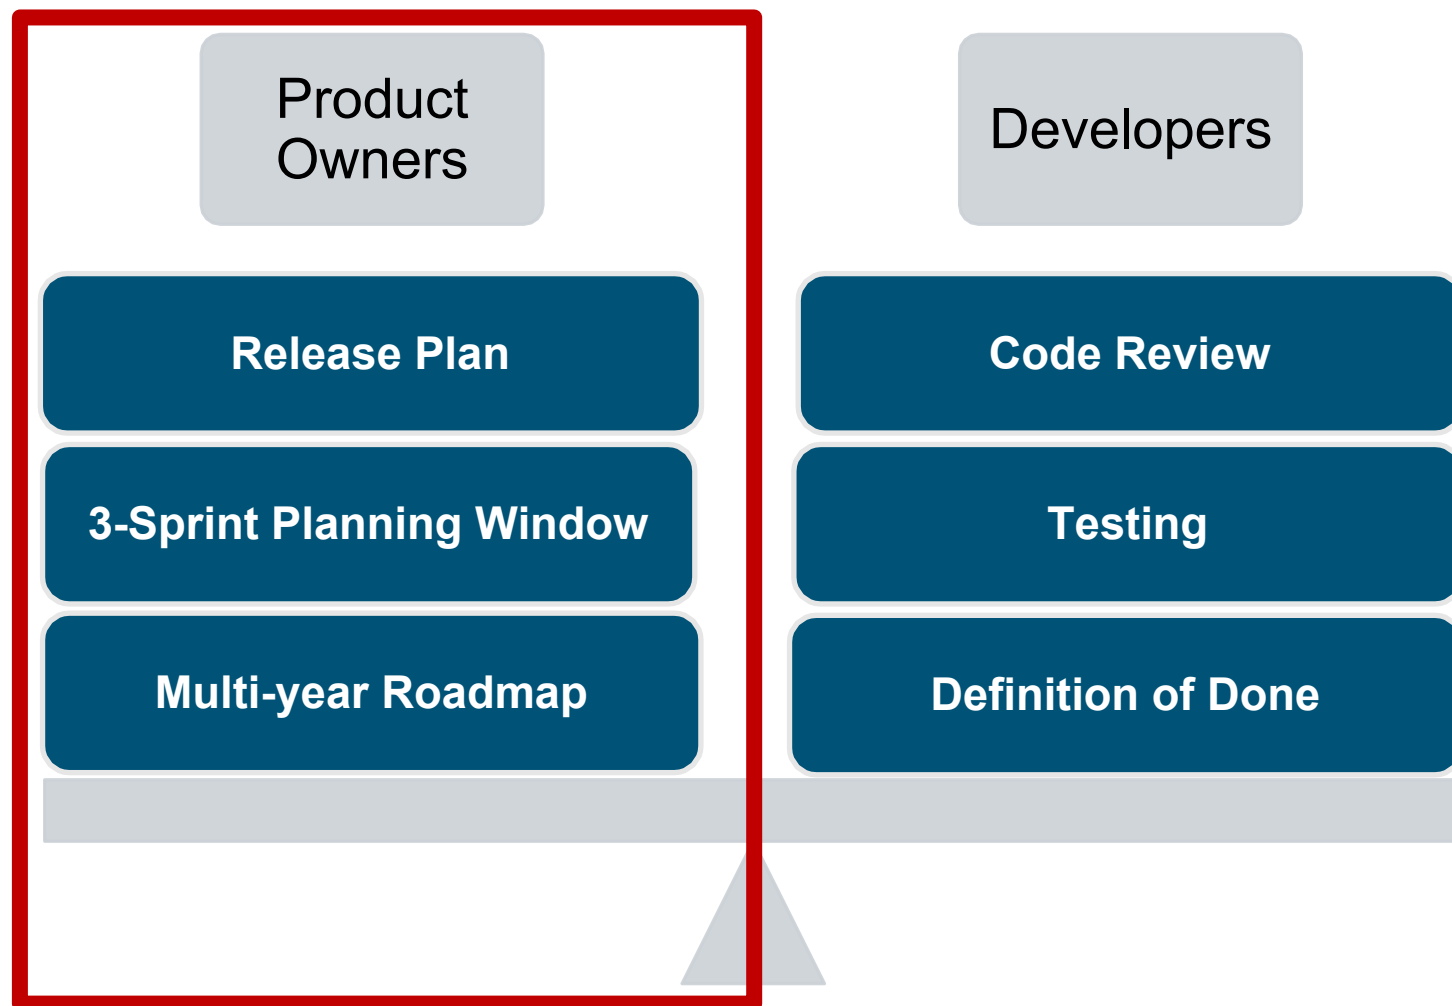 Product
Owners
Release Plan
3-Sprint Planning Window
Multi-year Roadmap
Developers
Code Review
Testing
Definition of Done